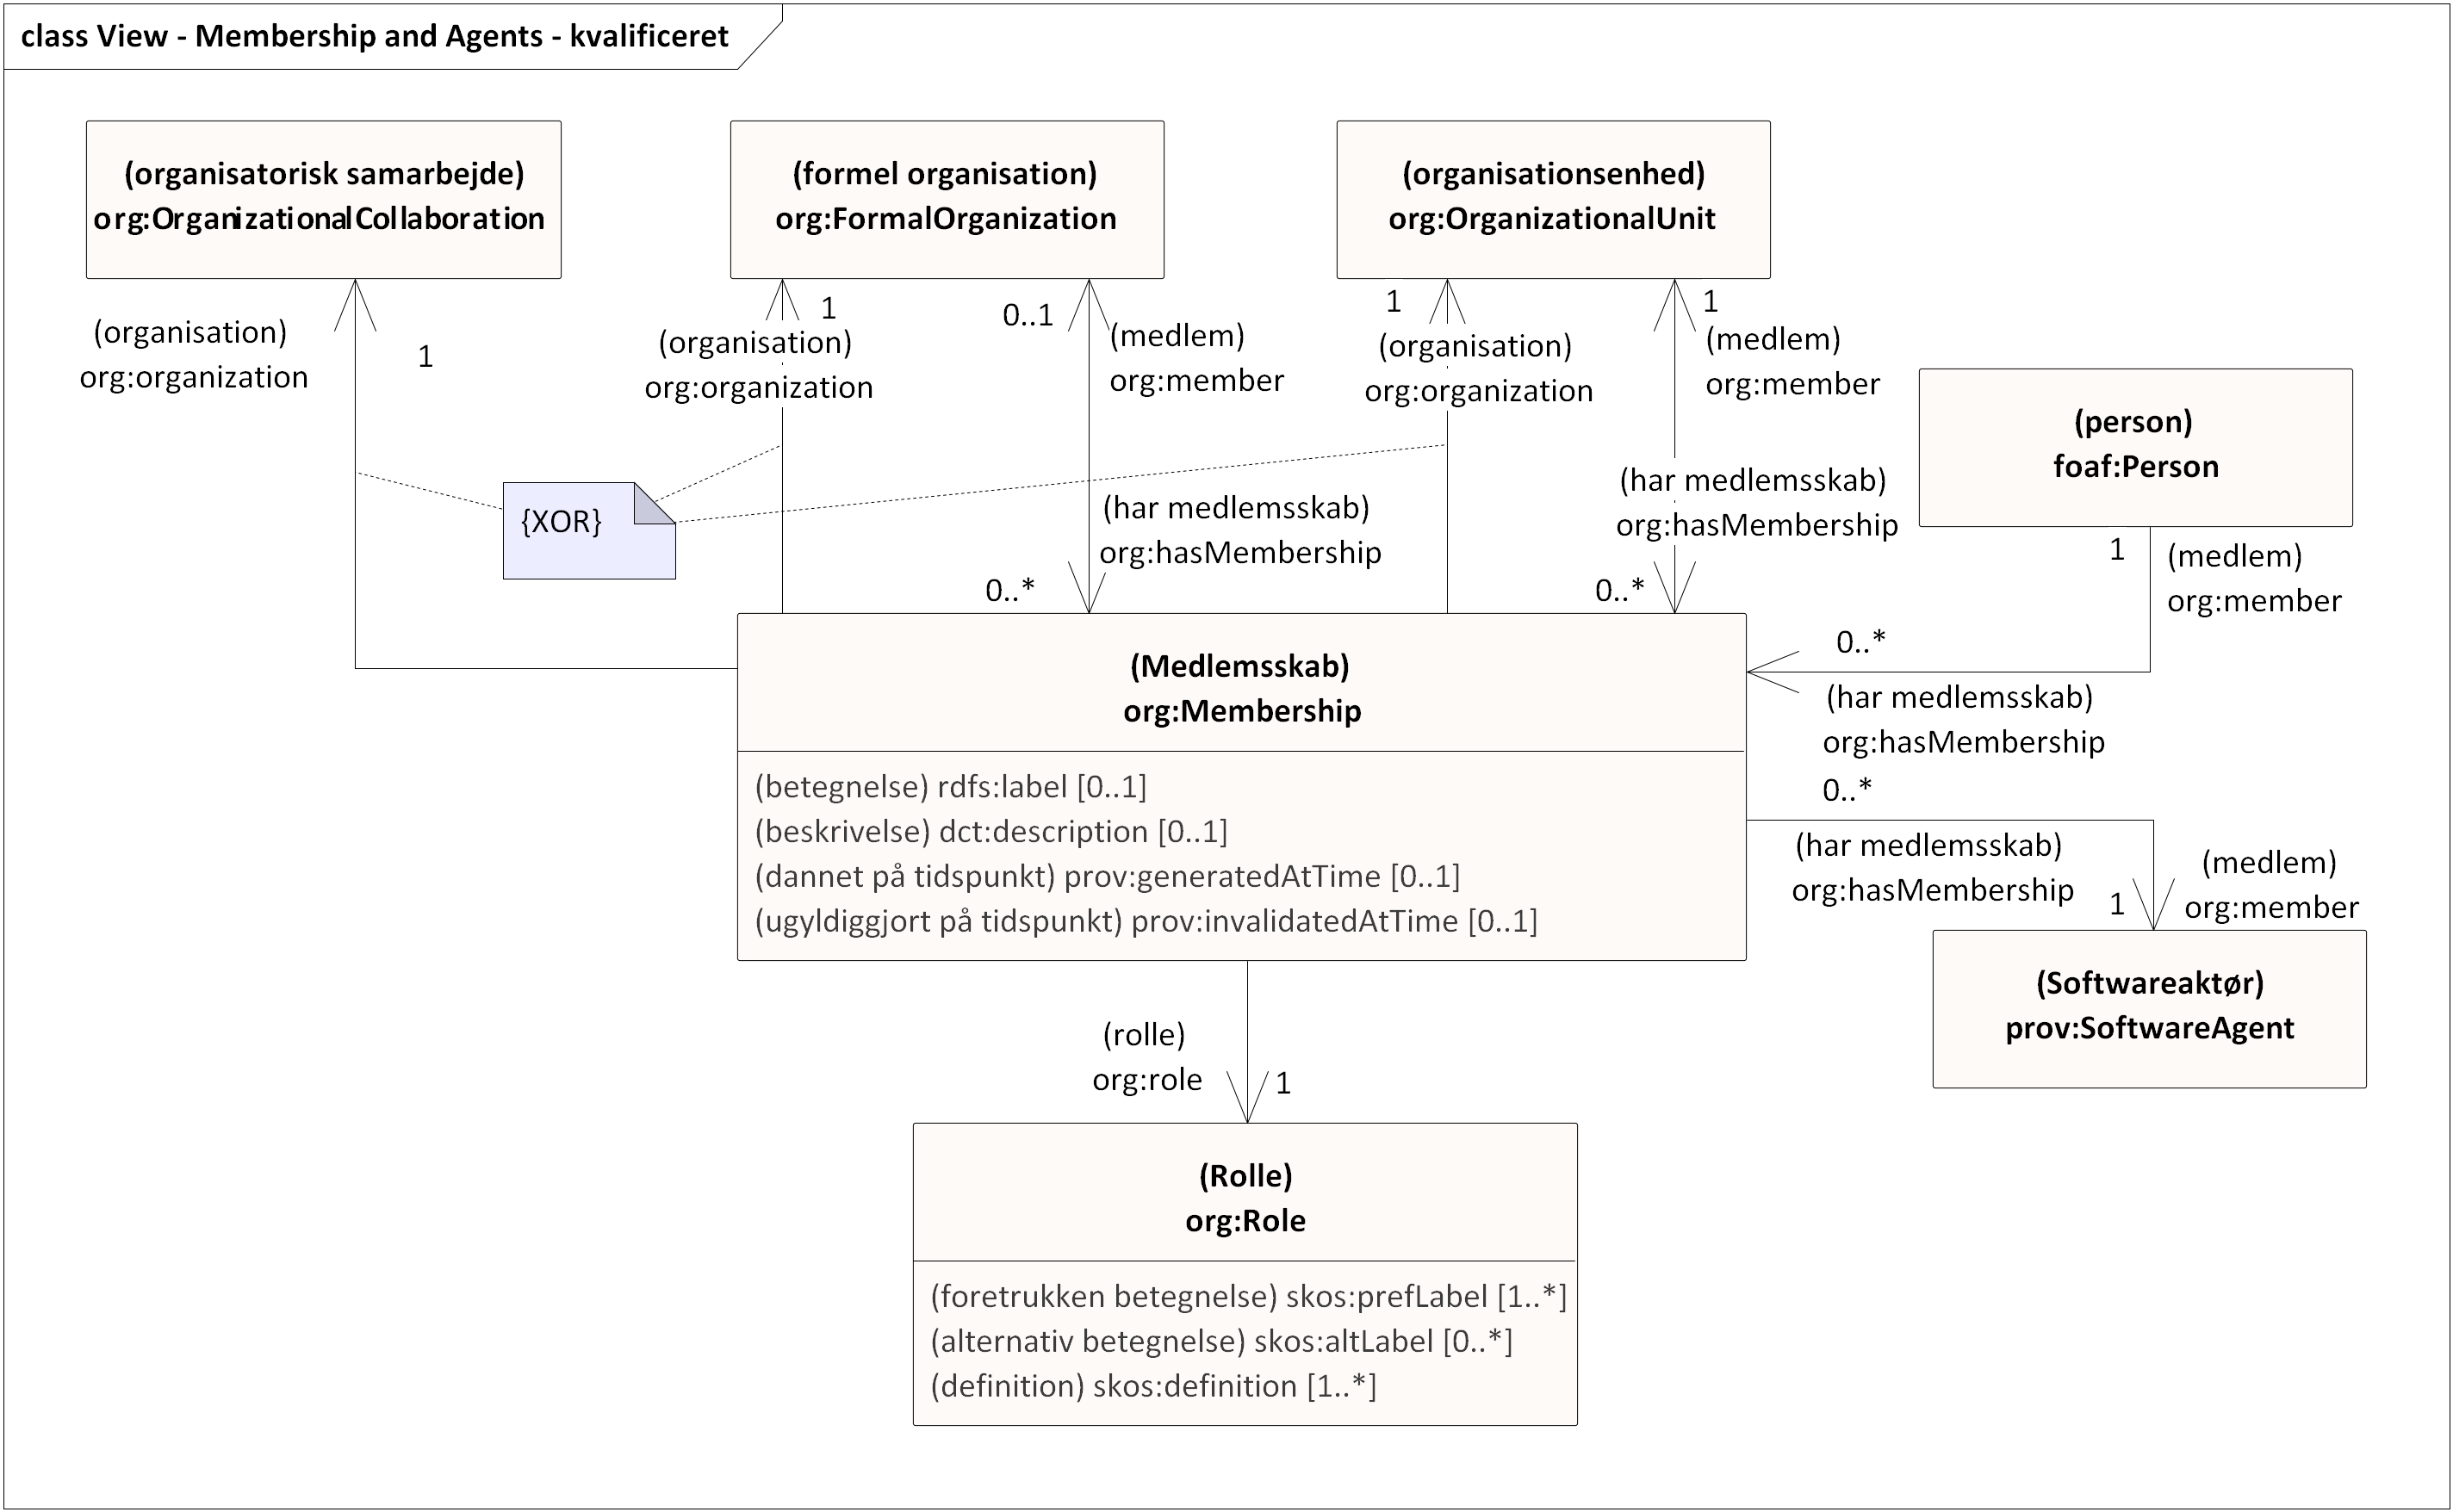 class View - Membership and Agents - kvalificeret
(organisatorisk samarbejde)
org:OrganizationalCollaboration
(formel organisation)
org:FormalOrganization
(organisationsenhed)
org:OrganizationalUnit
(organisation)
org:organization
1
1
(organisation)
org:organization
0..1
(medlem)
org:member
1
(organisation)
org:organization
1
(medlem)
org:member
(person)
foaf:Person
{XOR}
(har medlemsskab)
org:hasMembership
0..*
(har medlemsskab)
org:hasMembership
0..*
1
(medlem)
org:member
0..*
(har medlemsskab)
org:hasMembership
(Medlemsskab)
org:Membership
(betegnelse) rdfs:label [0..1]
(beskrivelse) dct:description [0..1]
(dannet på tidspunkt) prov:generatedAtTime [0..1]
(ugyldiggjort på tidspunkt) prov:invalidatedAtTime [0..1]
0..*
(har medlemsskab)
org:hasMembership
1
(medlem)
org:member
(Softwareaktør)
prov:SoftwareAgent
(rolle)
org:role
1
(Rolle)
org:Role
(foretrukken betegnelse) skos:prefLabel [1..*]
(alternativ betegnelse) skos:altLabel [0..*]
(definition) skos:definition [1..*]